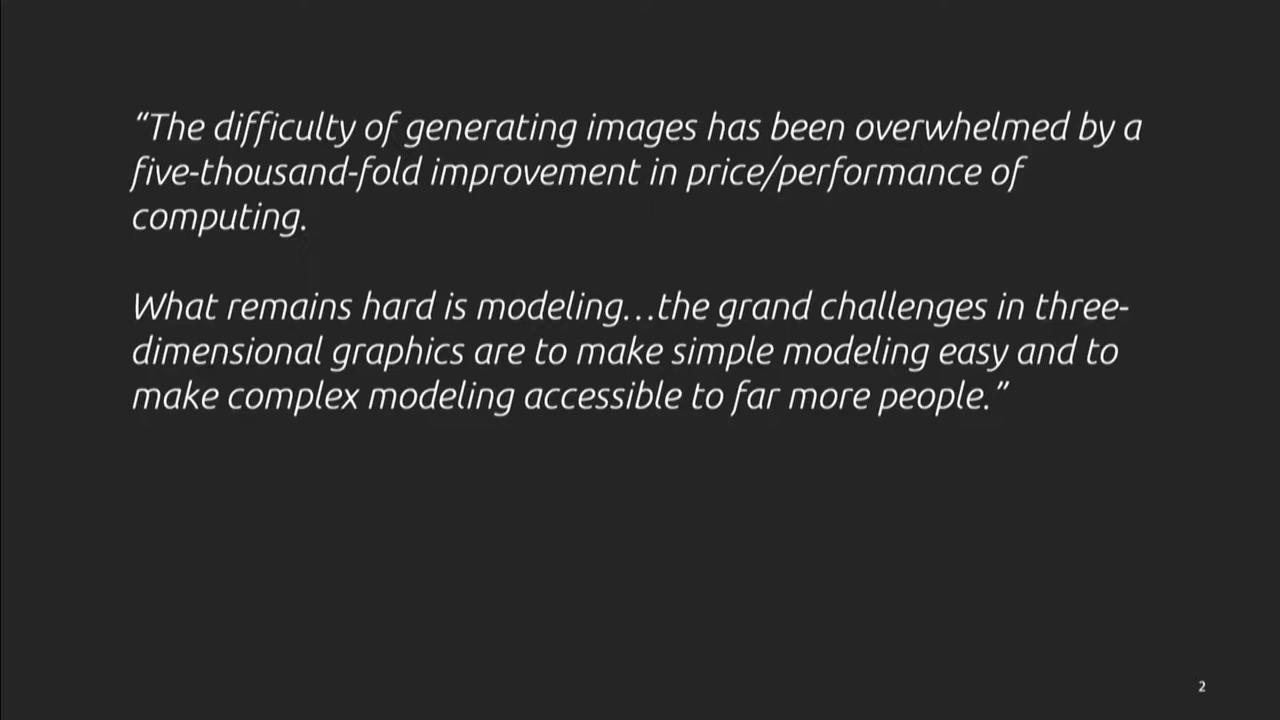 “The difficulty of generating images has been overwhelmed by a
five-thousand-fold improvement in price/performance of
computing.
What remains hard is modeling…the grand challenges in three-
dimensional graphics are to make simple modeling easy and to
make complex modeling accessible to far more people.”
2